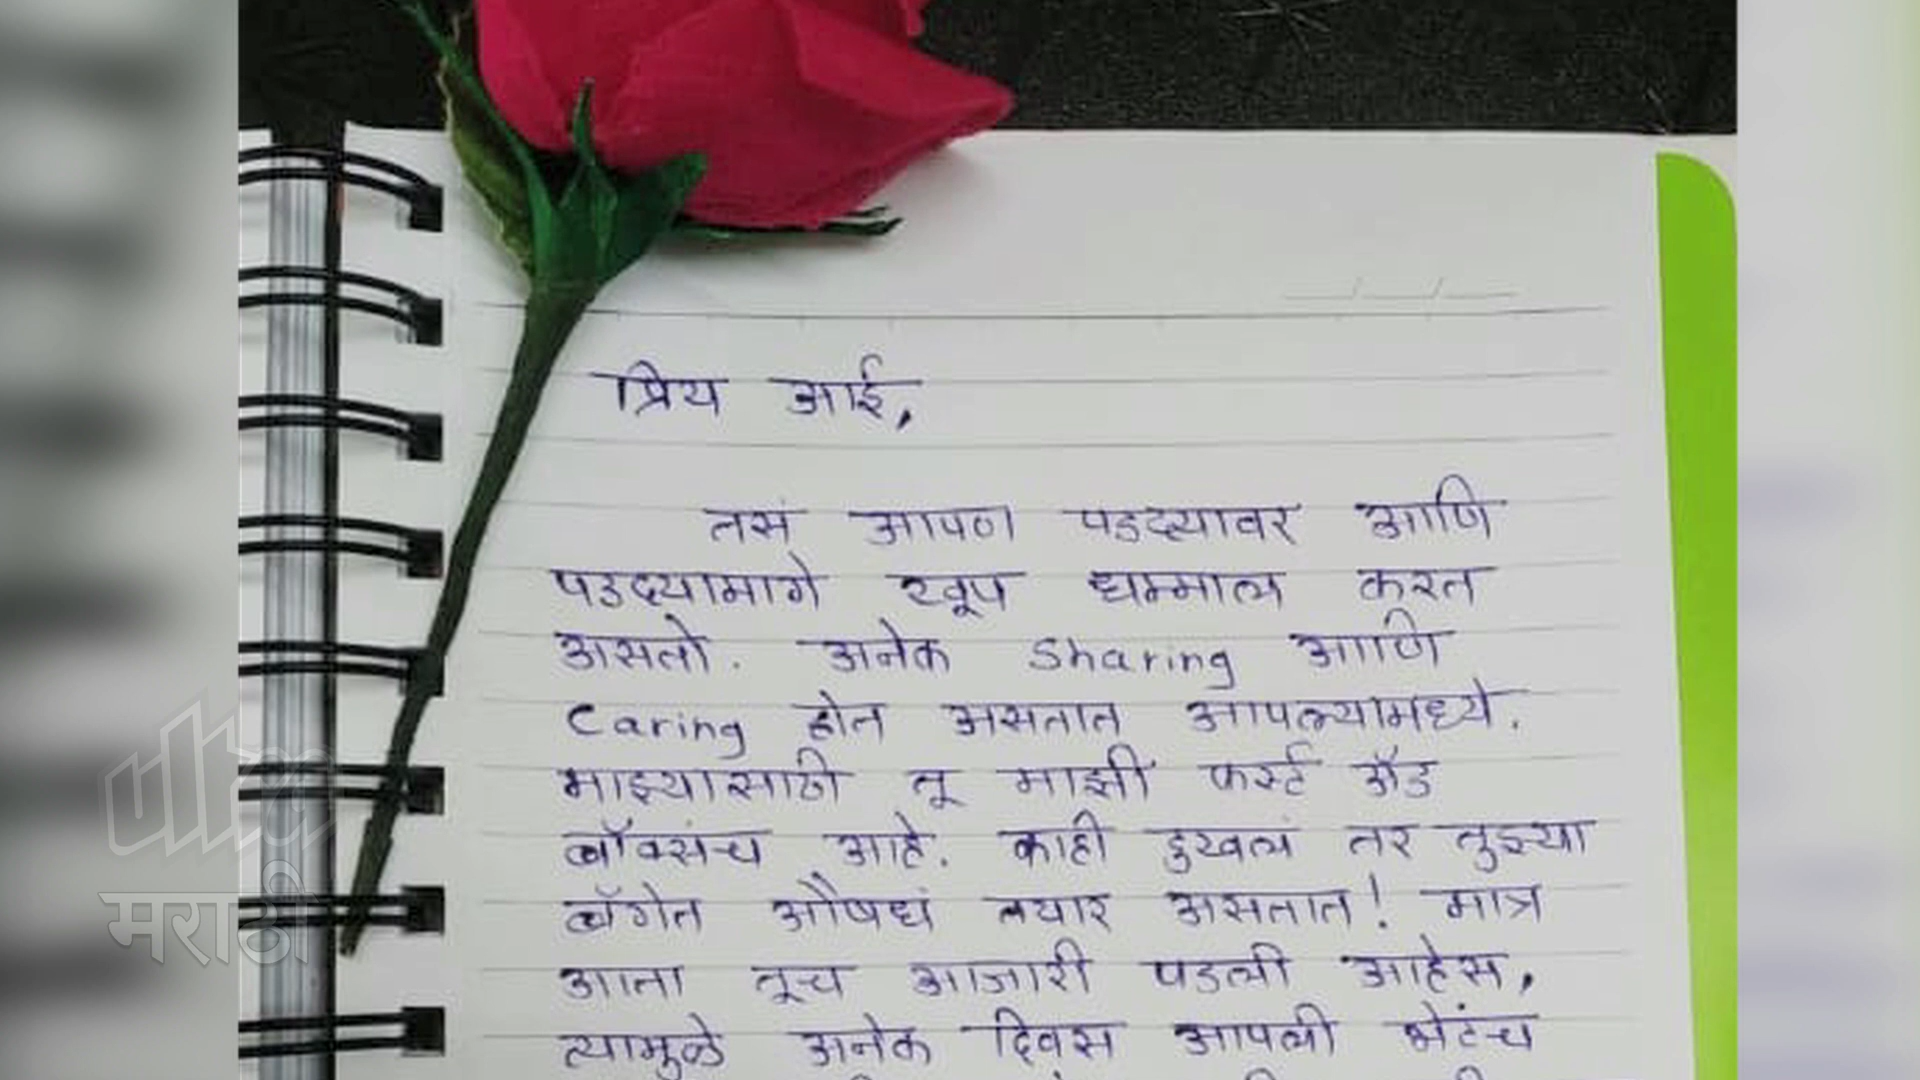 प्रिय आई,
तसं आपण पडद्यावर आणि
पडद्यामागे खूप धम्माल करत
असतो. अनेक sharing आणि
caring होत असतात आपल्यामध्ये.
माझ्यासाठी तू माझी फर्स्ट अ‍ॅड
बॉक्सच आहे. काही दुखलं तर तुझ्या
बॅगेत औषधं तयार असतात! मात्र
आता तूच आजारी पडली आहेस,
त्यामुळे अनेक दिवस आपली भेटच
मराठी